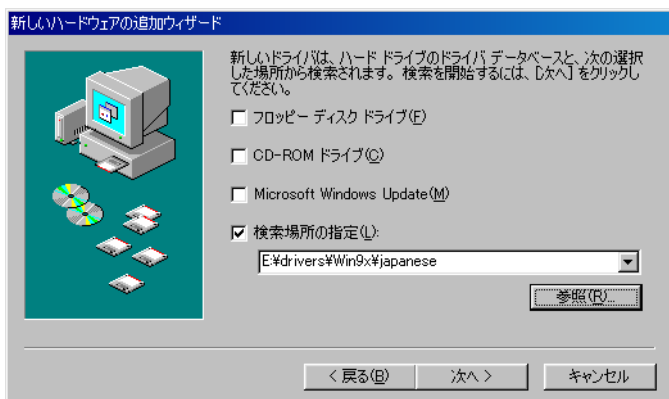 新しいハードウェアの追加ウィザード
新しいドライバは、ハード ドライブのドライバ データベースと、次の選択
した場所から検索されます。検索を開始するには、[次へ] をクリックし
てください。
フロッピー ディスク ドライブ(F)
CD-ROM ドライブ(C)
Microsoft Windows Update(M)
検索場所の指定(L):
E:¥drivers¥Win9x¥japanese
参照(R)...
< 戻る(B)
次へ >
キャンセル